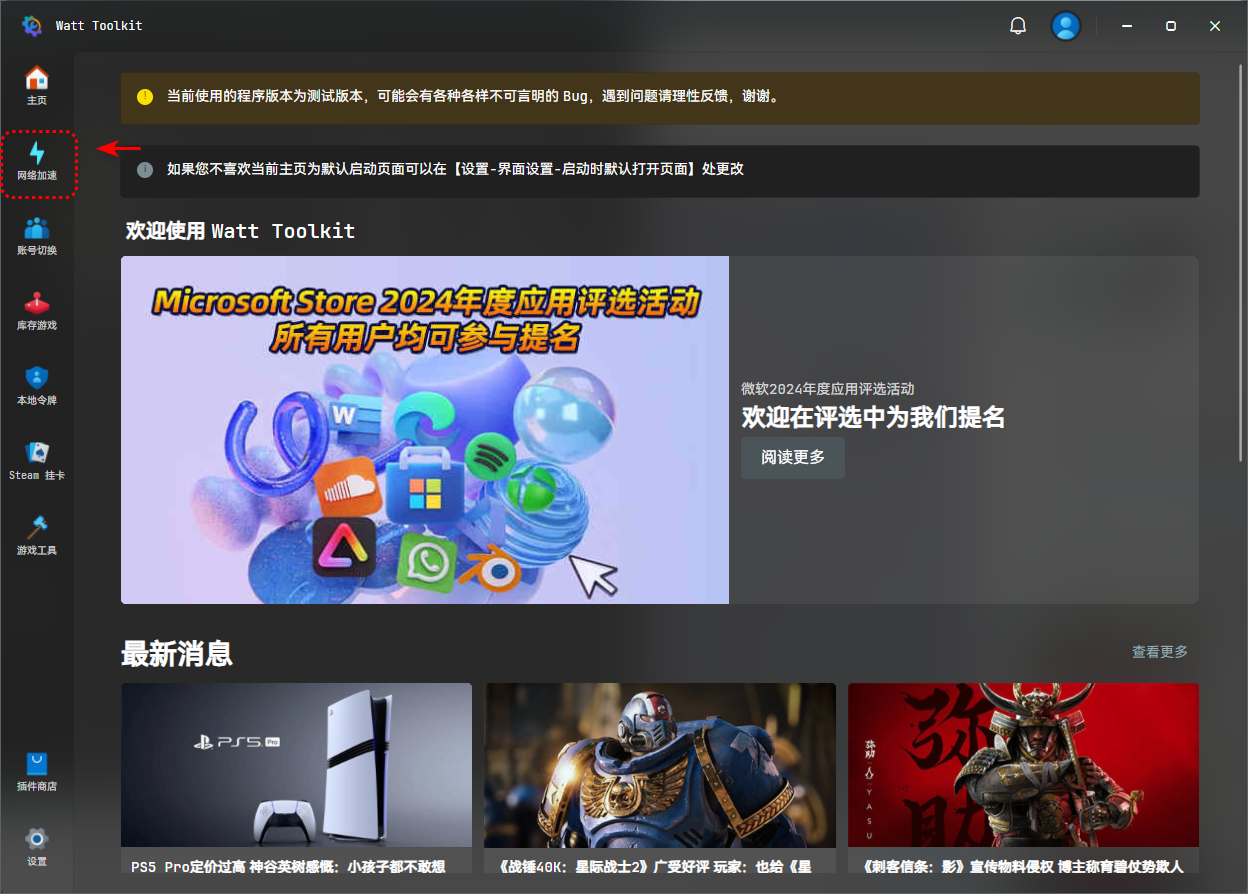 Watt Toolkit
主页
网络加速
账号切换
库存游戏
本地令牌
Steam 挂卡
游戏工具
插件商店
设置
当前使用的程序版本为测试版本，可能会有各种各样不可言明的 Bug，遇到问题请理性反馈，谢谢。
如果您不喜欢当前主页为默认启动页面可以在【设置-界面设置-启动时默认打开页面】处更改
欢迎使用 Watt Toolkit
Microsoft Store 2024年度应用评选活动
所有用户均可参与提名
W
微软2024年度应用评选活动
欢迎在评选中为我们提名
阅读更多
最新消息
查看更多
PS5 Pro
PS5 Pro定价过高 神谷英树感慨：小孩子都不敢想
《战锤40K：星际战士2》广受好评 玩家：也给《星
弥助
弥助
YASU
《刺客信条：影》宣传物料侵权 博主称育碧仗势欺人